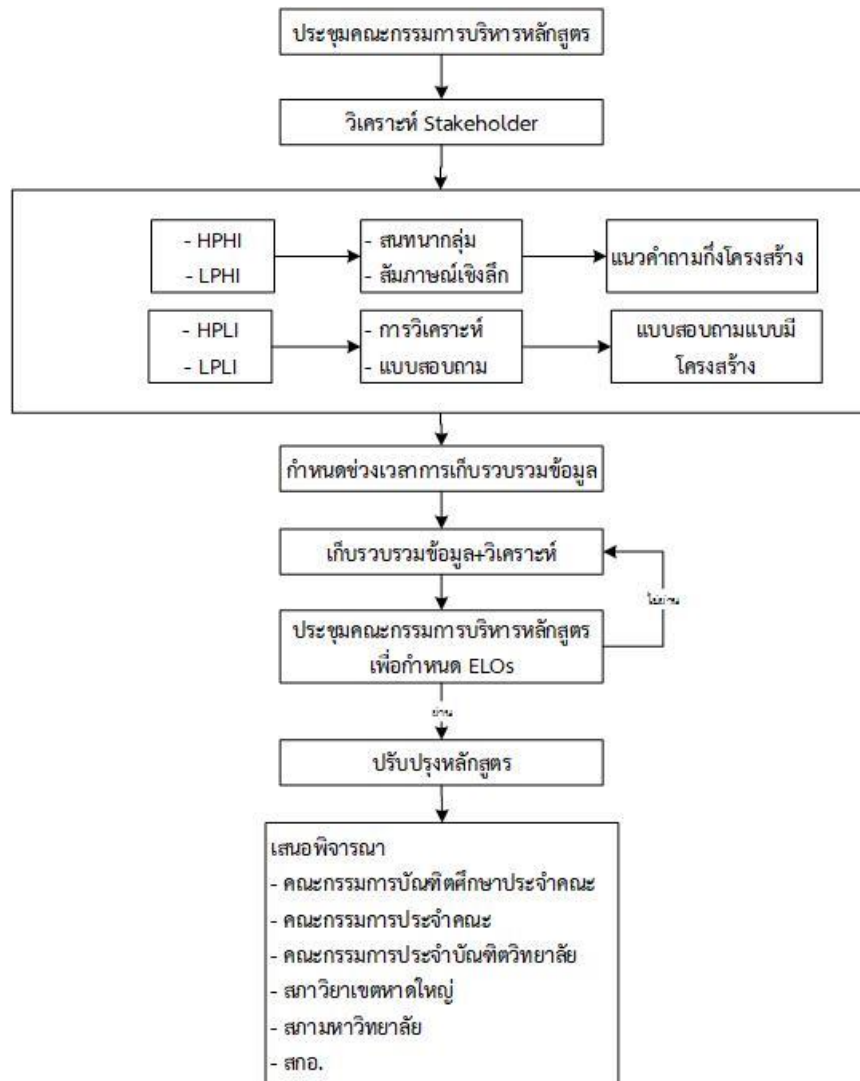 ประชุมคณะกรรมการบริหารหลักสูตร
วิเคราะห์ Stakeholder
- HPHI
- LPHI
- สนทนากลุ่ม
- สัมภาษณ์เชิงลึก
แนวคำถามกึ่งโครงสร้าง
- HPLI
- LPLI
- การวิเคราะห์
- แบบสอบถาม
แบบสอบถามแบบมี
โครงสร้าง
กำหนดช่วงเวลาการเก็บรวบรวมข้อมูล
เก็บรวบรวมข้อมูล+วิเคราะห์
ไม่ผ่าน
ประชุมคณะกรรมการบริหารหลักสูตร
เพื่อกำหนด ELOs
ผ่าน
ปรับปรุงหลักสูตร
เสนอพิจารณา
- คณะกรรมการบัณฑิตศึกษาประจำคณะ
- คณะกรรมการประจำคณะ
- คณะกรรมการประจำบัณฑิตวิทยาลัย
- สภาวิยาเขตหาดใหญ่
- สภามหาวิทยาลัย
- สกอ.